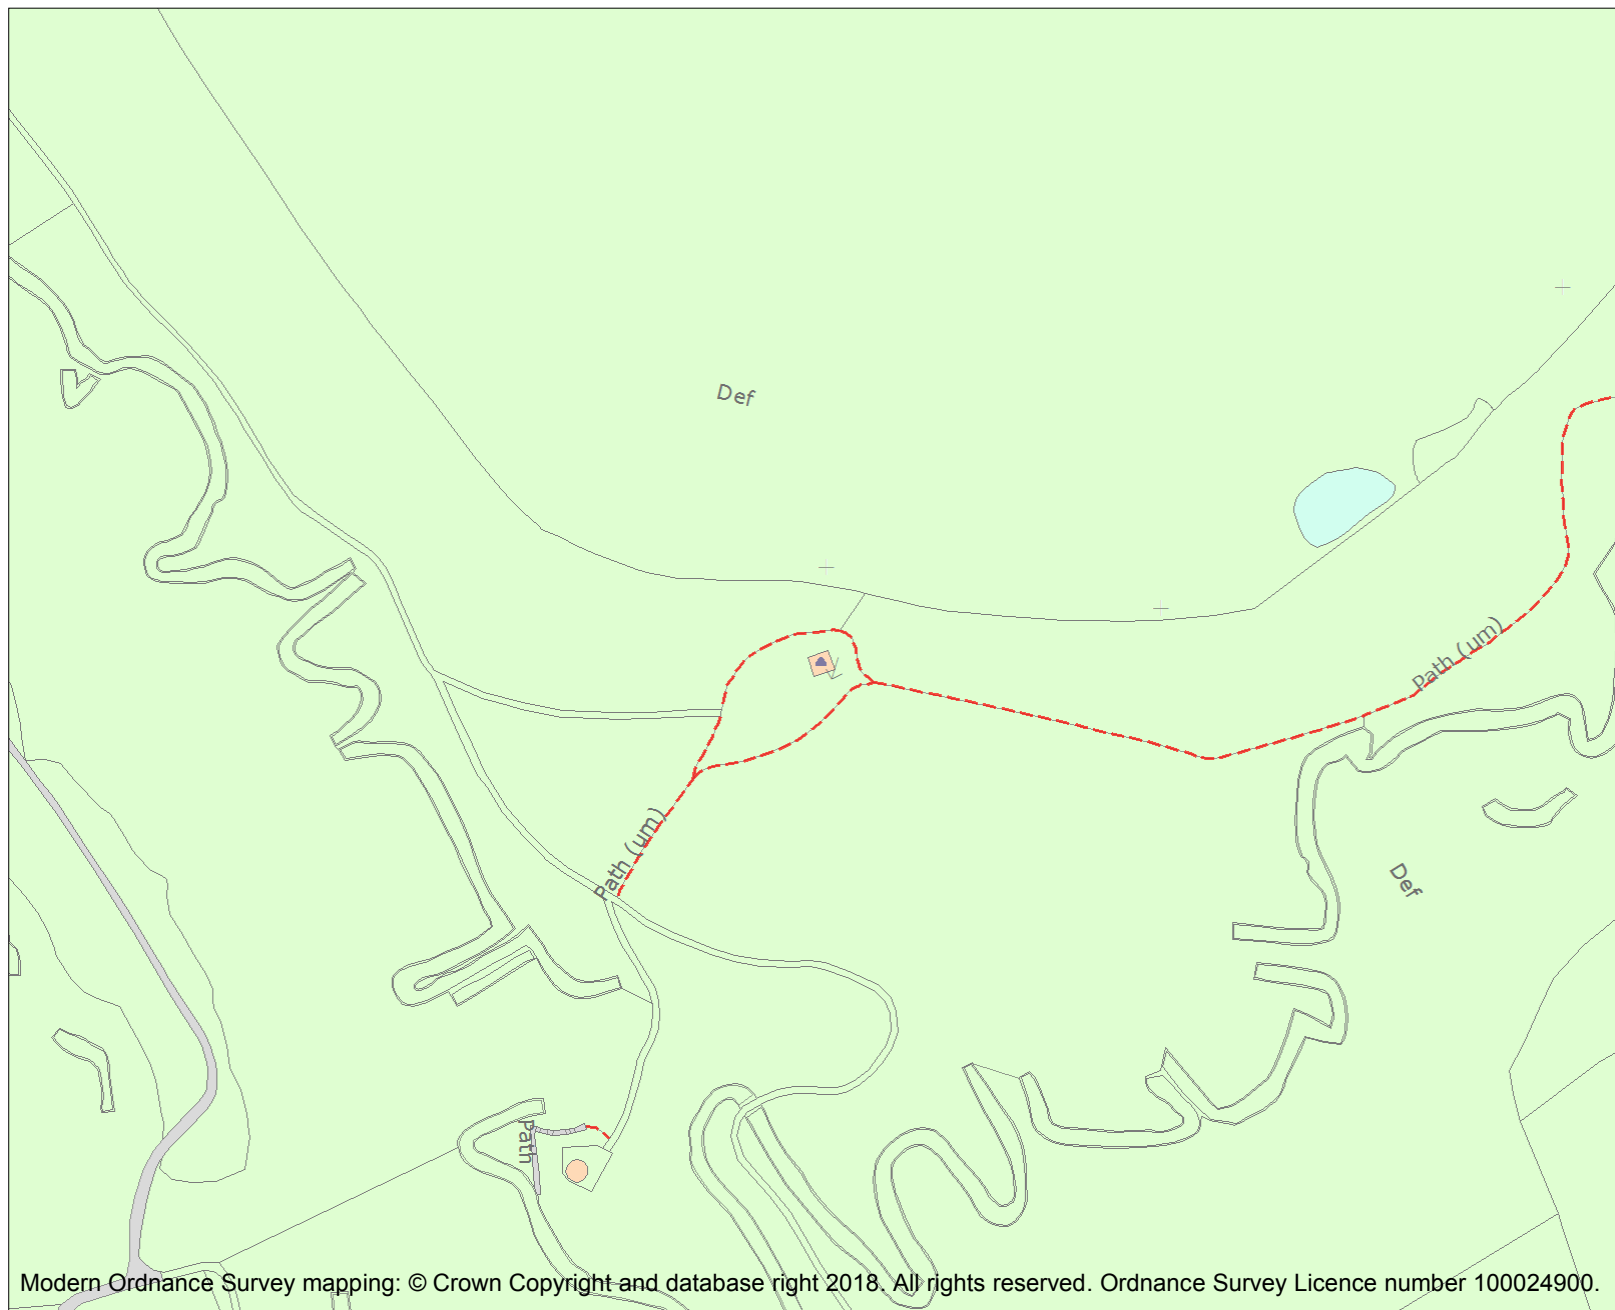 Def
Path (um)
Path (um)
Def
Path
Modern Ordnance Survey mapping: © Crown Copyright and database right 2018. All rights reserved. Ordnance Survey Licence number 100024900.